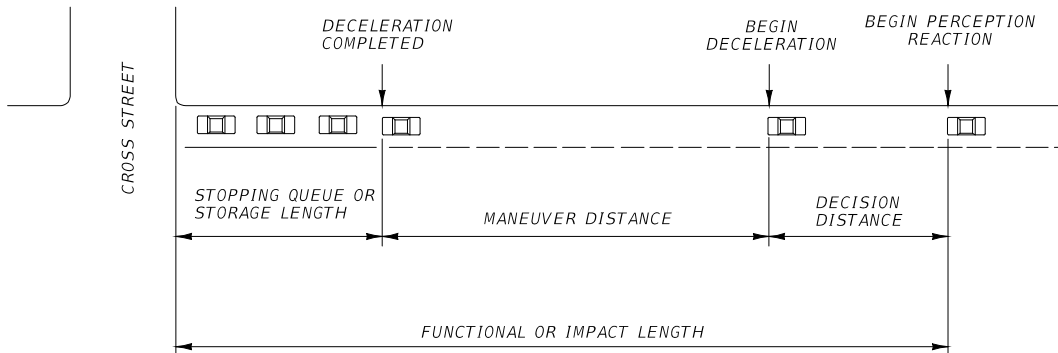 DECELERATION
COMPLETED
BEGIN
DECELERATION
BEGIN PERCEPTION
REACTION
CROSS STREET
STOPPING QUEUE OR
STORAGE LENGTH
MANEUVER DISTANCE
DECISION
DISTANCE
FUNCTIONAL OR IMPACT LENGTH